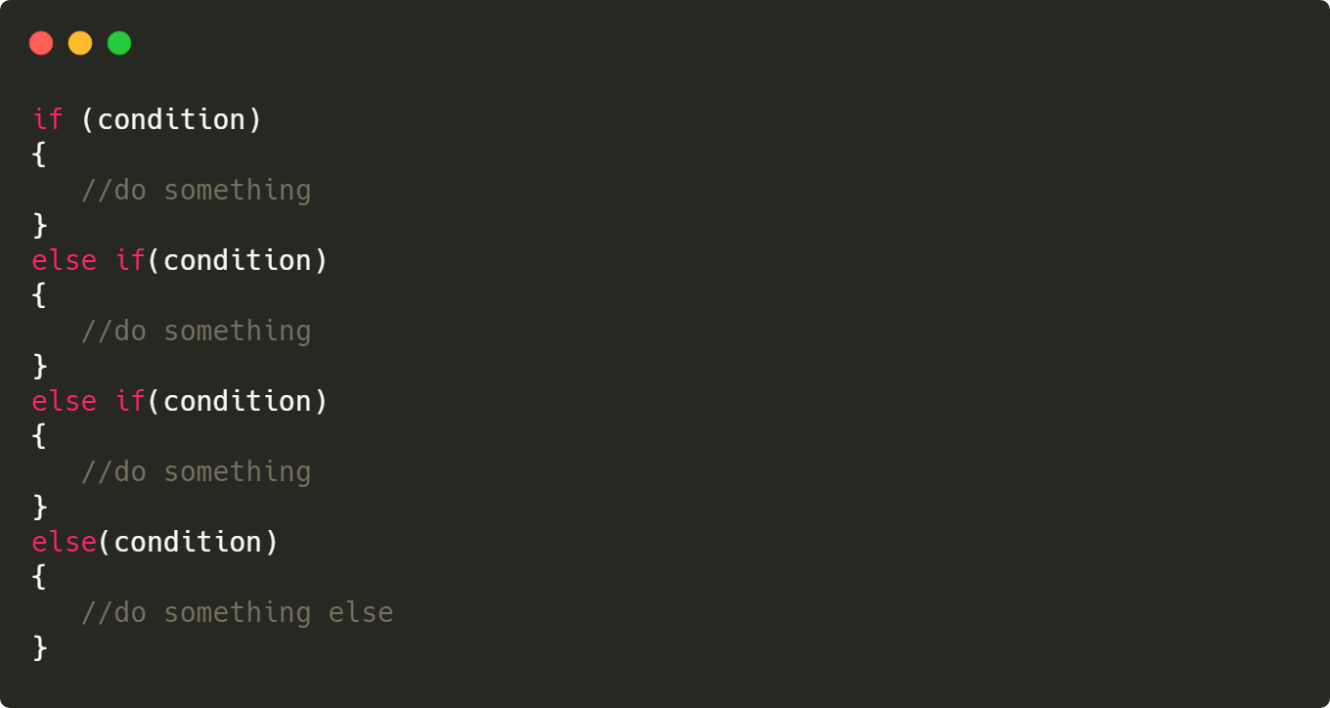 if (condition)
{
   //do something
}
else if(condition)
{
   //do something
}
else if(condition)
{
   //do something
}
else(condition)
{
   //do something else
}